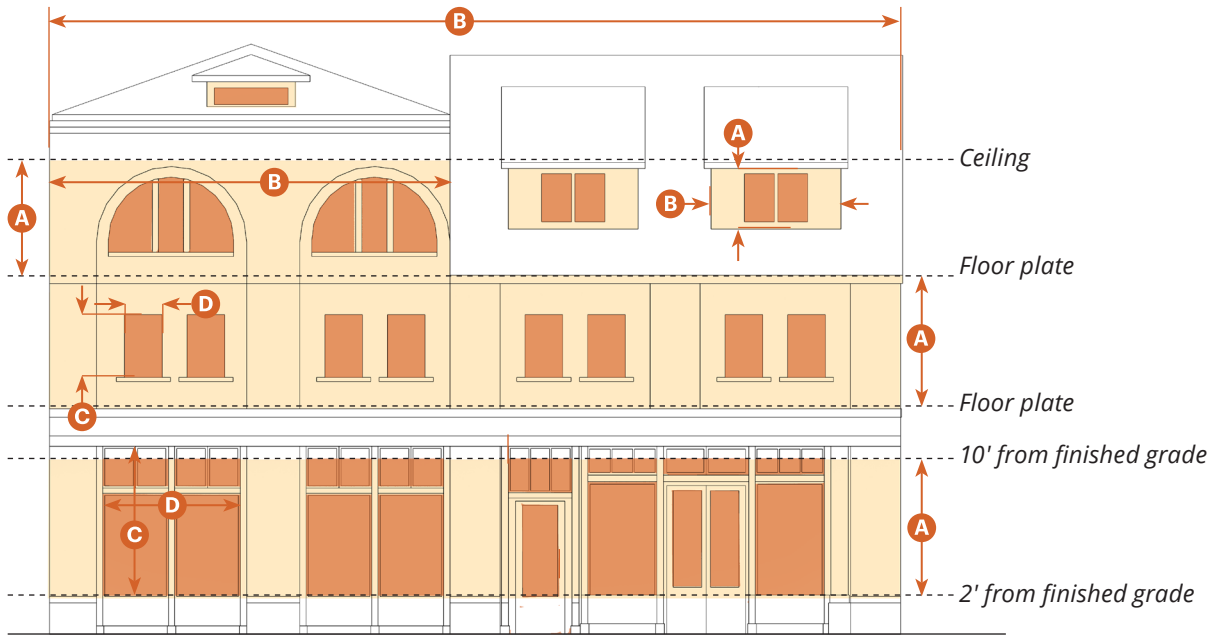 B
A
Ceiling
B
A
B
Floor plate
D
A
C
Floor plate
10' from finished grade
D
C
A
2' from finished grade